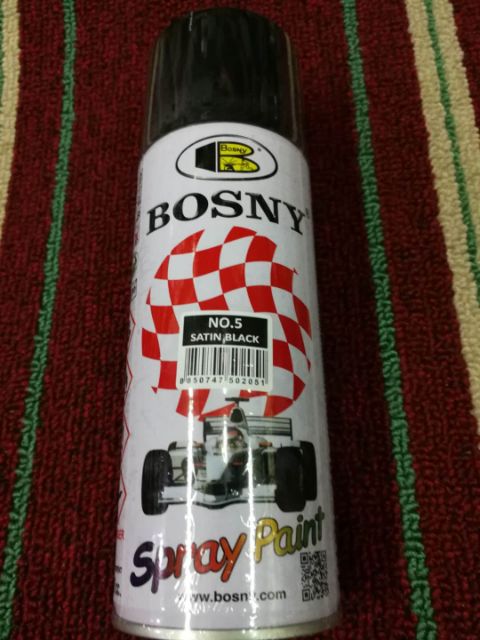 BOSNY
BOSNY®
NO.5
SATIN BLACK
8850747502051
Spray Paint
www.bosny.com